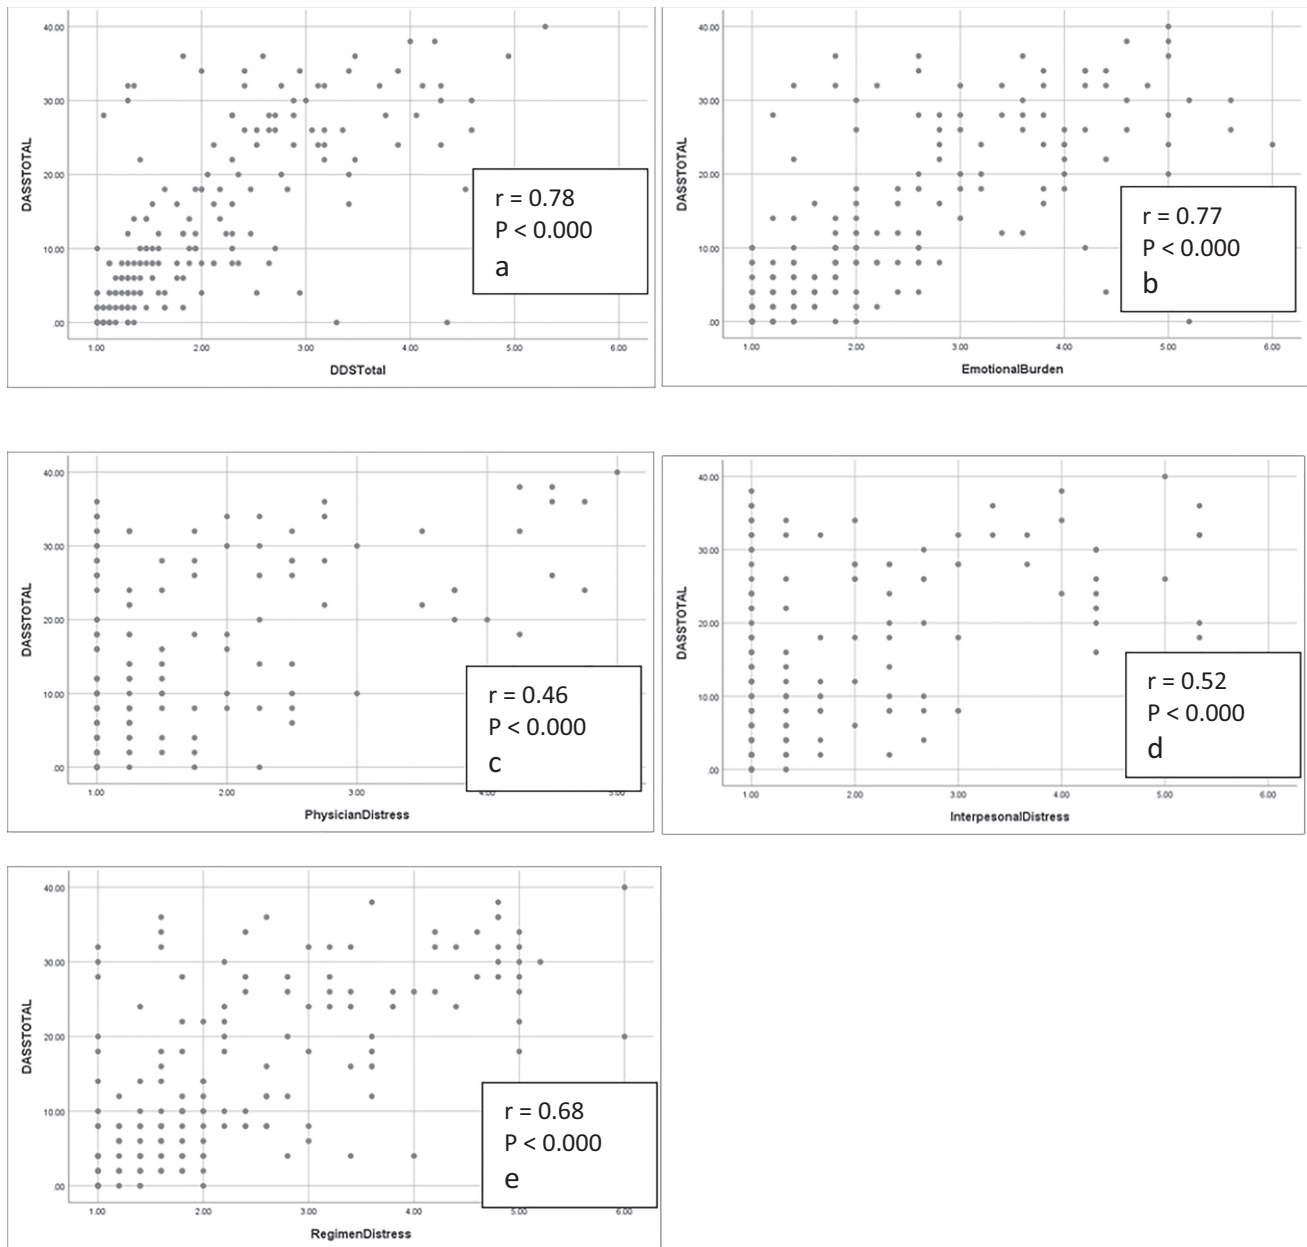 40.00
30.00
20.00
10.00
.00
DASSTOTAL
r = 0.78
P < 0.000
a
1.00 2.00 3.00 4.00 5.00 6.00
DDSTotal
40.00
30.00
20.00
10.00
.00
DASSTOTAL
r = 0.77
P < 0.000
b
1.00 2.00 3.00 4.00 5.00 6.00
EmotionalBurden
40.00
30.00
20.00
10.00
.00
DASSTOTAL
r = 0.46
P < 0.000
c
1.00 2.00 3.00 4.00 5.00
PhysicianDistress
40.00
30.00
20.00
10.00
.00
DASSTOTAL
r = 0.52
P < 0.000
d
1.00 2.00 3.00 4.00 5.00 6.00
InterpesonalDistress
40.00
30.00
20.00
10.00
.00
DASSTOTAL
r = 0.68
P < 0.000
e
1.00 2.00 3.00 4.00 5.00 6.00
RegimenDistress